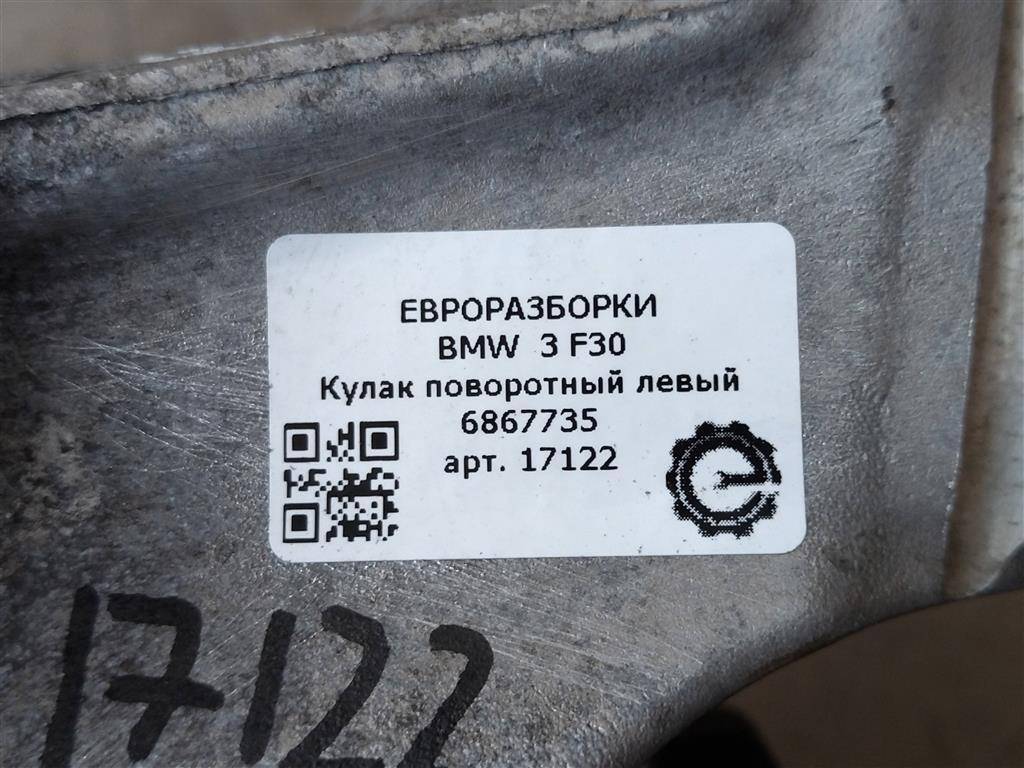 ЕВРОРАЗБОРКИ
BMW 3 F30
Кулак поворотный левый
6867735
арт. 17122
17122